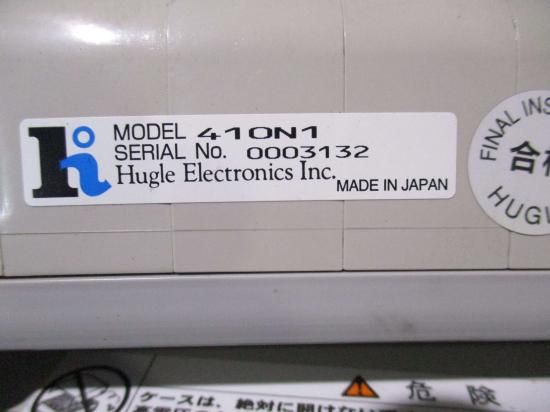 MODEL 410N1
SERIAL No. 0003132
Hugle Electronics Inc.
MADE IN JAPAN
FINAL INS
合
HUGL
危険
ケースは、絶対に開けない